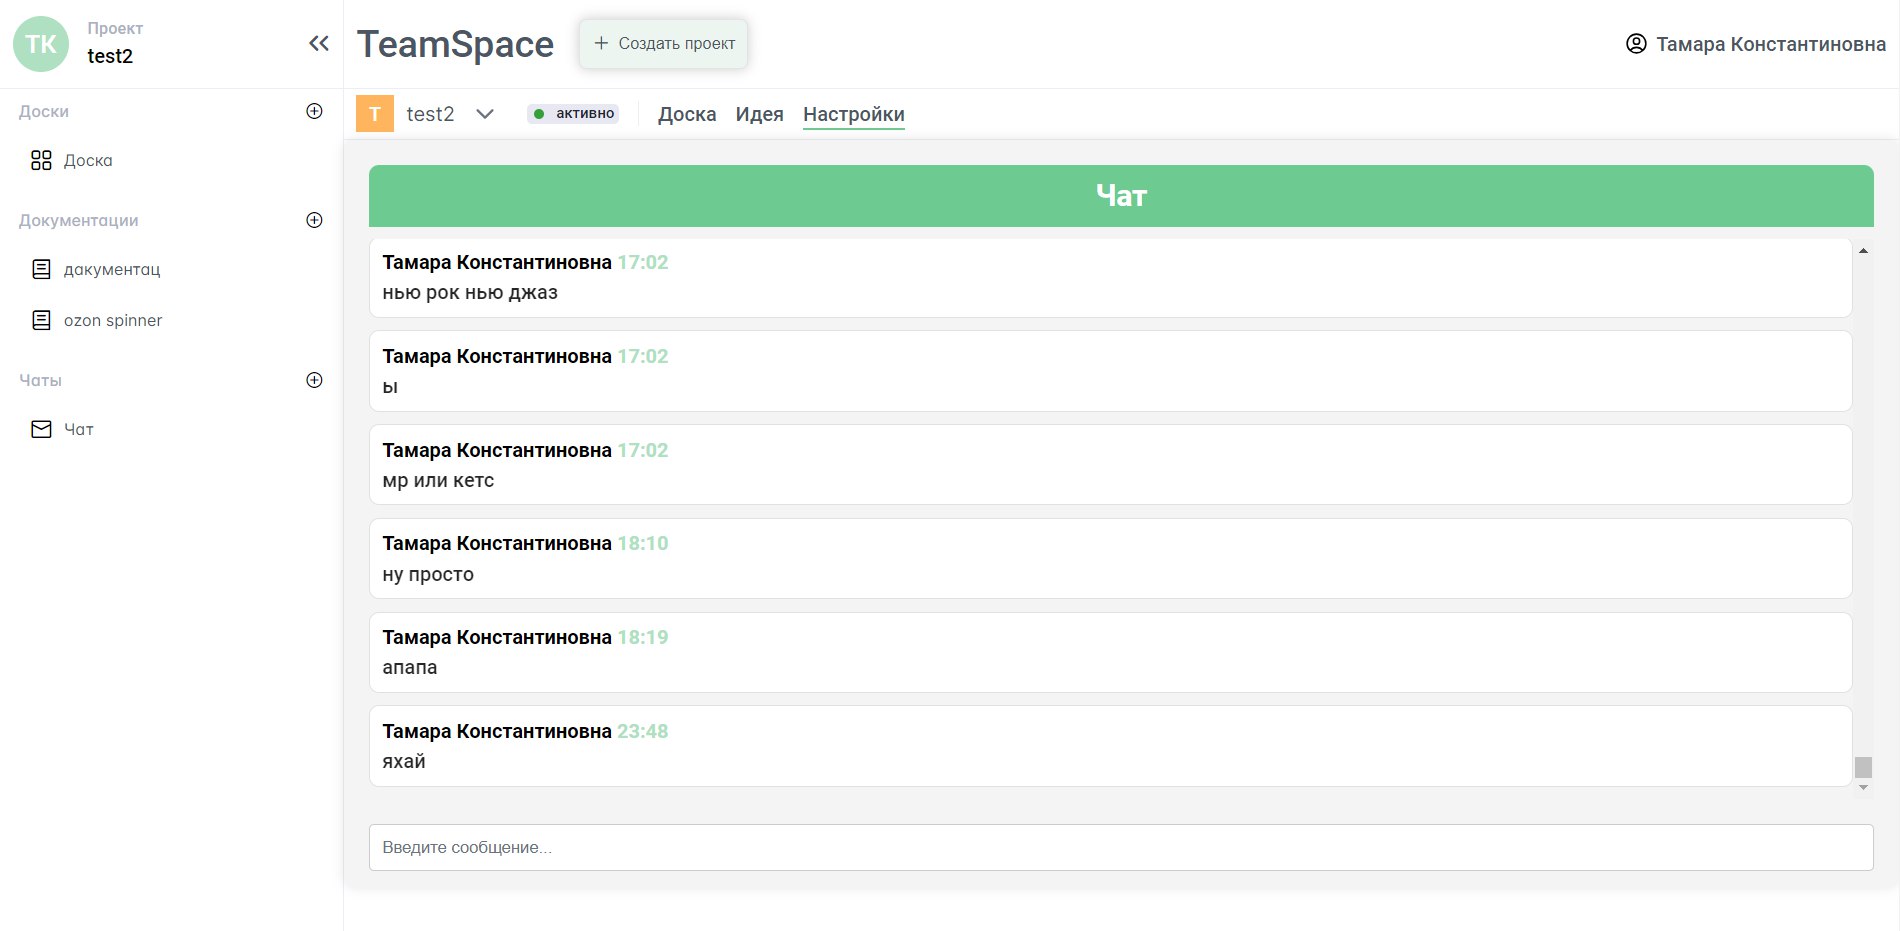 ТК
Проект
test2
TeamSpace
Создать проект
Тамара Константиновна
Доски
Доска
Документации
дакументац
ozon spinner
Чаты
Чат
Т
test2
активно
Доска
Идея
Настройки
Чат
Тамара Константиновна 17:02
нью рок нью джаз
Тамара Константиновна 17:02
ы
Тамара Константиновна 17:02
мр или кетс
Тамара Константиновна 18:10
ну просто
Тамара Константиновна 18:19
апапа
Тамара Константиновна 23:48
яхай
Введите сообщение...